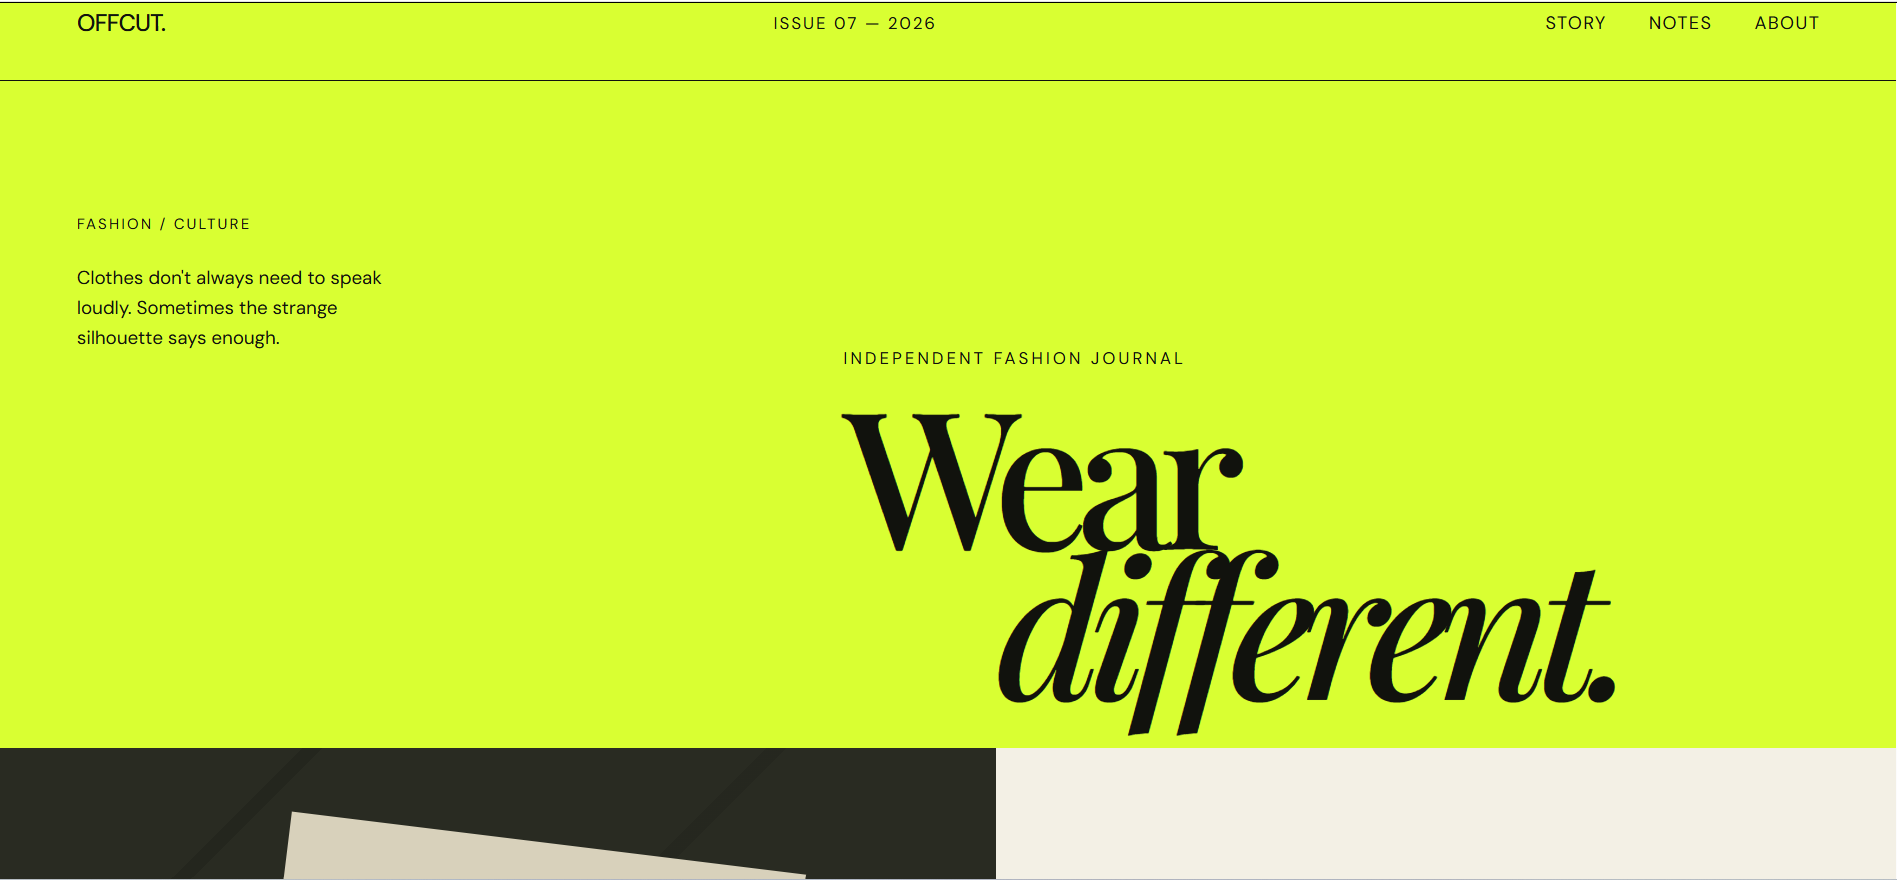 OFFCUT.
ISSUE 07 — 2026
STORY NOTES ABOUT
FASHION / CULTURE
Clothes don't always need to speak
loudly. Sometimes the strange
silhouette says enough.
INDEPENDENT FASHION JOURNAL
Wear
different.